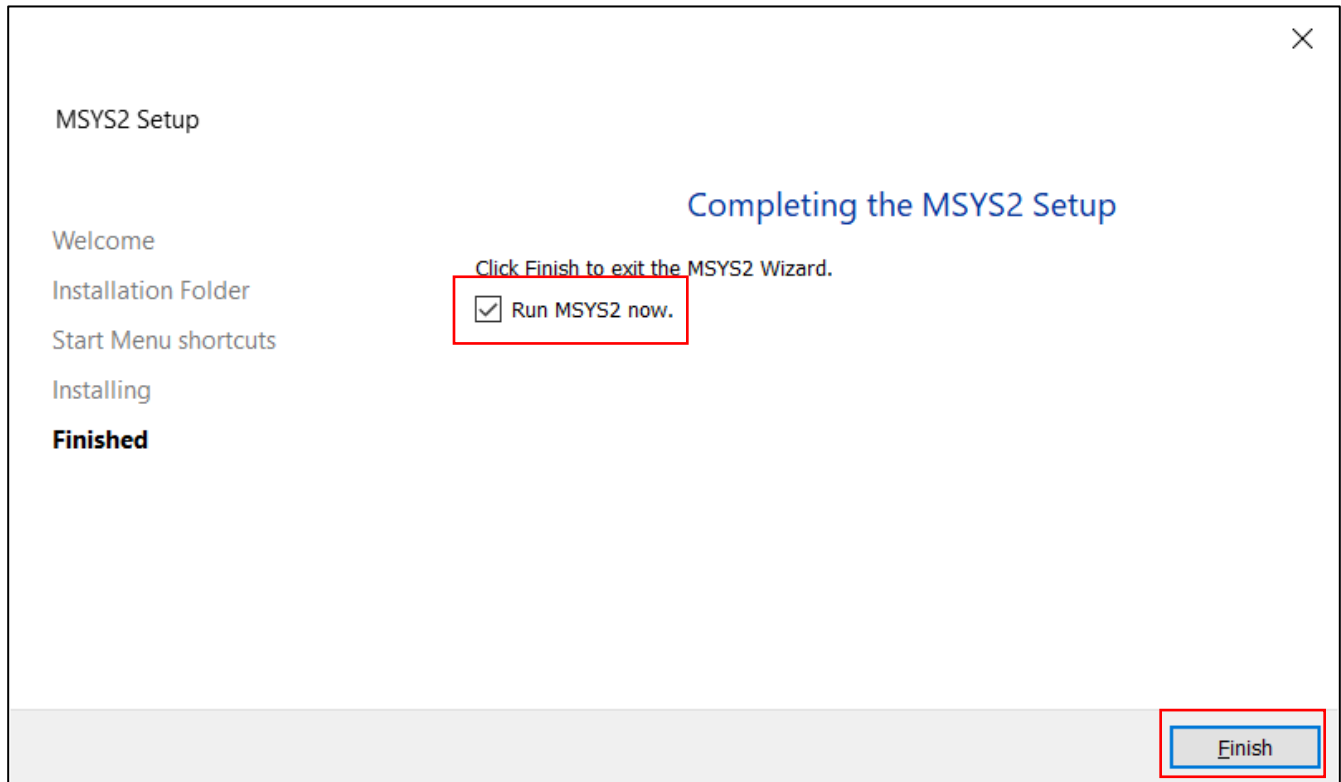 MSYS2 Setup
Completing the MSYS2 Setup
Welcome
Installation Folder
Start Menu shortcuts
Installing
Finished
Click Finish to exit the MSYS2 Wizard.
Run MSYS2 now.
Finish